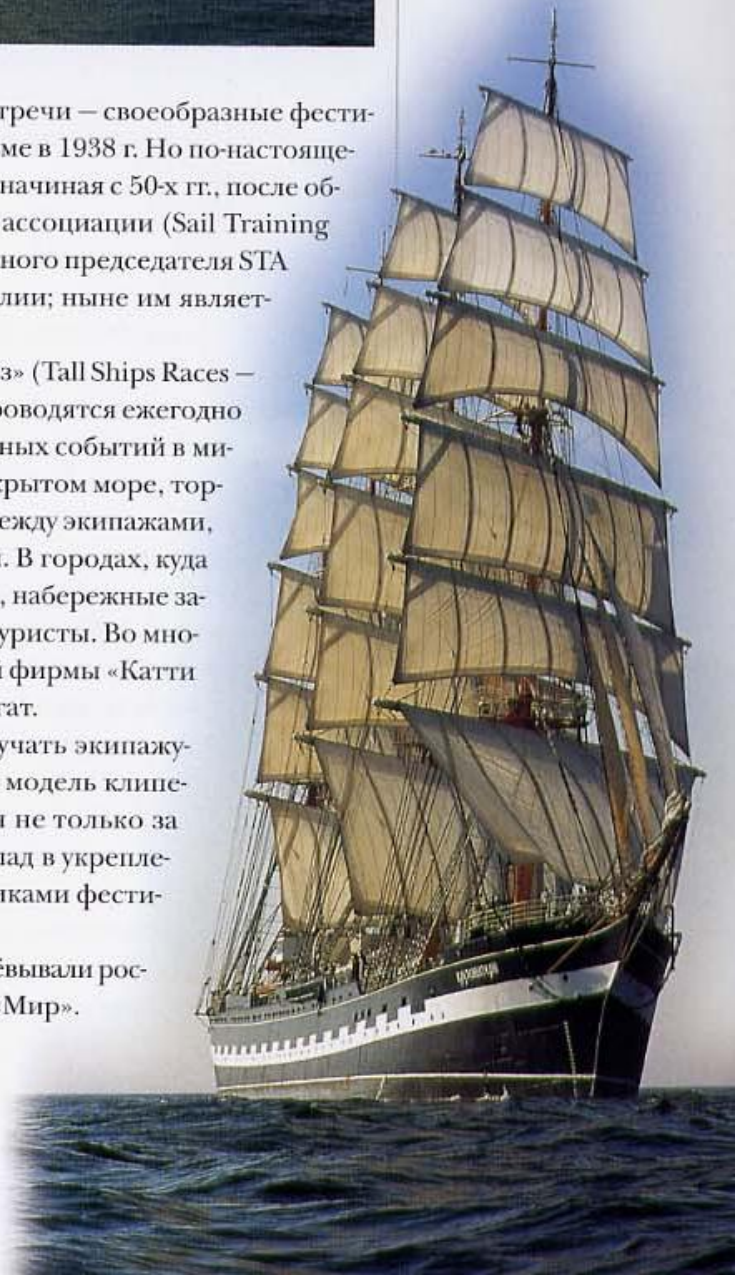 тречи – своеобразные фести-
ме в 1938 г. Но по-настояще-
начиная с 50-х гг., после об-
ассоциации (Sail Training
ного председателя STA
лии; ныне им являет-
з» (Tall Ships Races –
роводятся ежегодно
ных событий в ми-
крытом море, тор-
ежду экипажами,
. В городах, куда
, набережные за-
уристы. Во мно-
фирмы «Катти
гат.
учать экипажу-
модель клипе-
не только за
лад в укрепле-
иками фести-
ёвывали рос-
Мир».